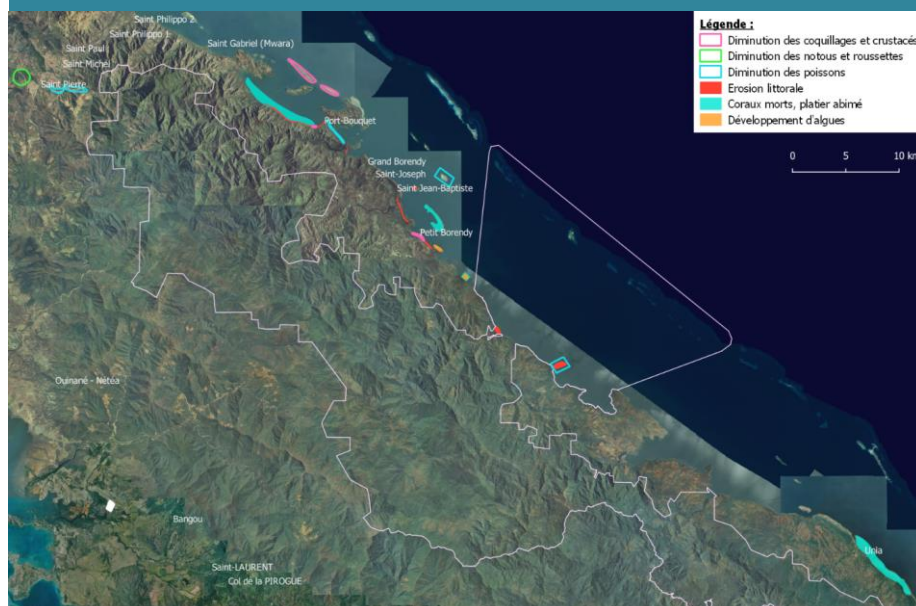 Légende :
Diminution des coquillages et crustacés
Diminution des notous et roussettes
Diminution des poissons
Erosion littorale
Coraux morts, platier abimé
Développement d'algues
0 5 10 km
Saint Philippo 2
Saint Philippo 1
Saint Gabriel (Mwara)
Saint Paul
Saint Michel
Saint Pierre
Port-Bouquet
Grand Borendy
Saint-Joseph
Saint Jean-Baptiste
Petit Borendy
Ouinané - Nètéa
Bangou
Unia
Saint-LAURENT
Col de la PIROGUE